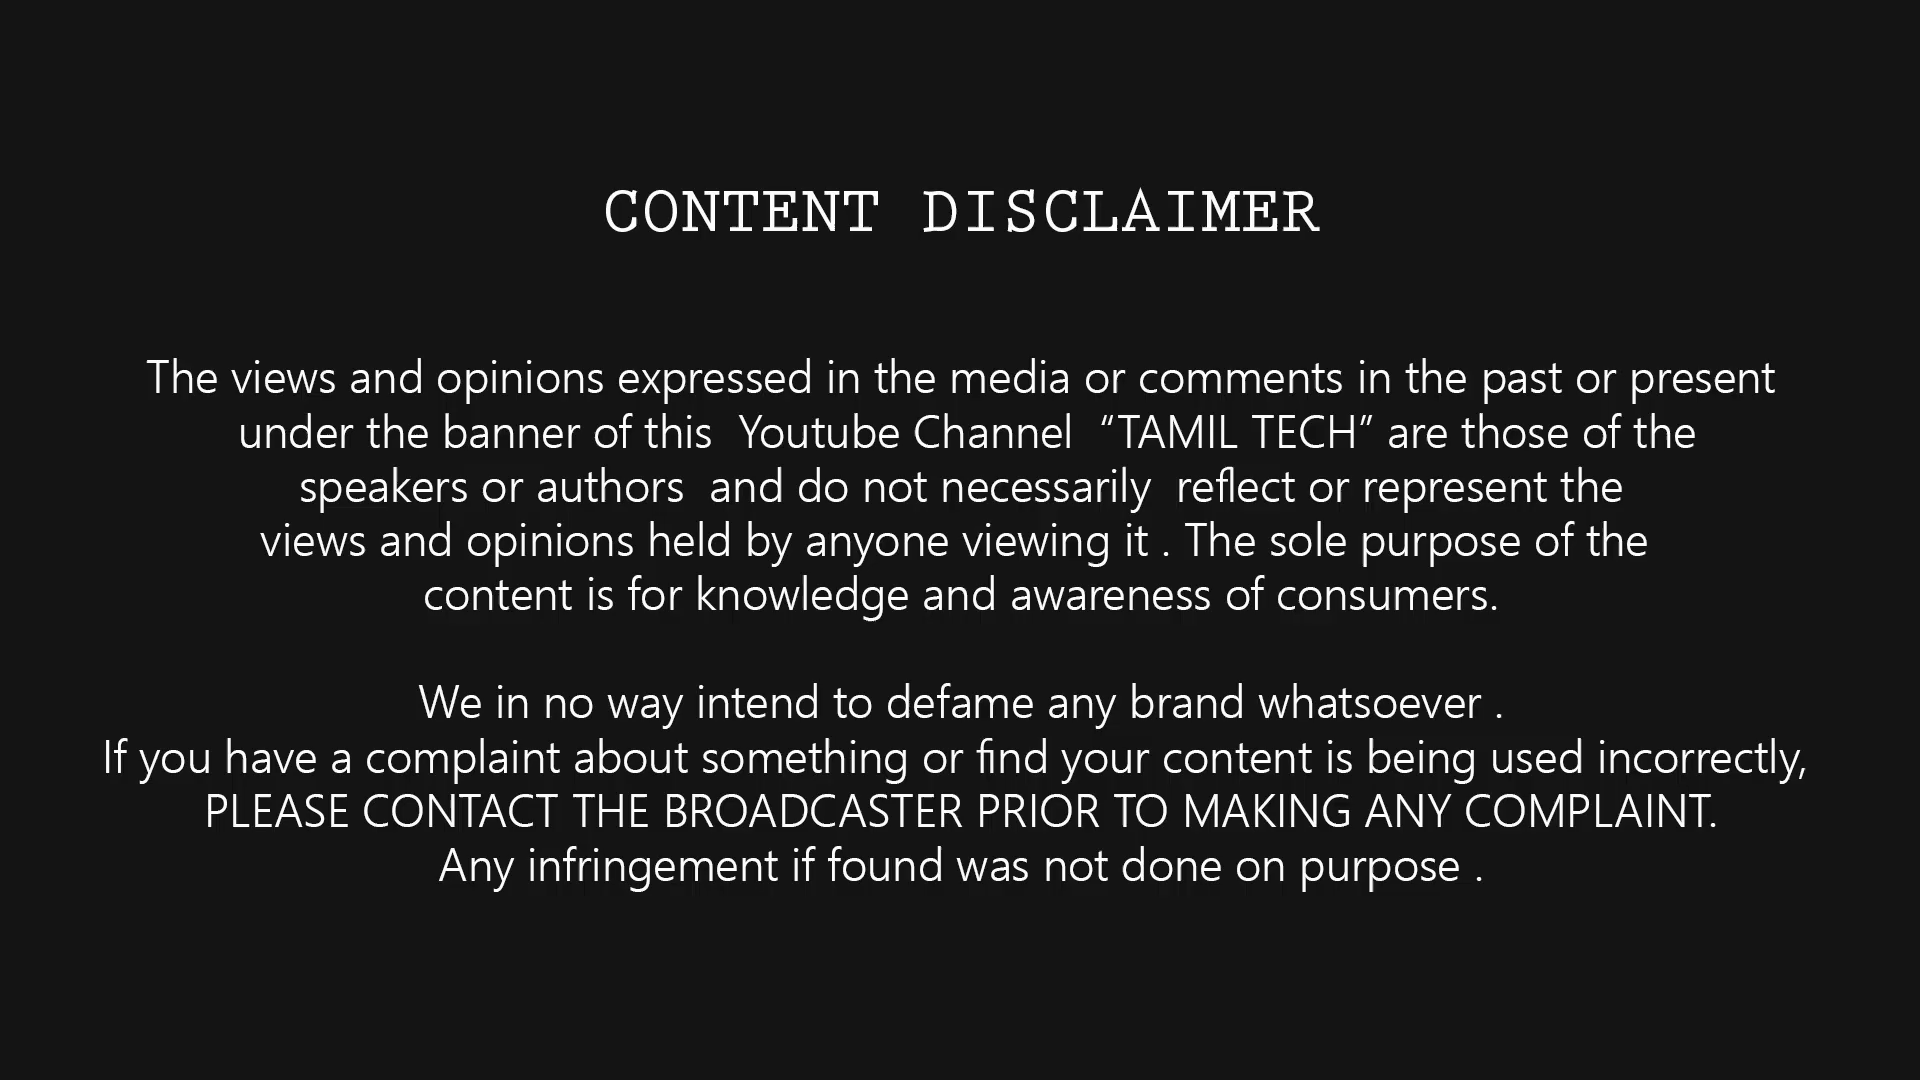 CONTENT DISCLAIMER
The views and opinions expressed in the media or comments in the past or present
under the banner of this  Youtube Channel  “TAMIL TECH” are those of the
speakers or authors  and do not necessarily  reflect or represent the
views and opinions held by anyone viewing it . The sole purpose of the
content is for knowledge and awareness of consumers.
We in no way intend to defame any brand whatsoever .
If you have a complaint about something or find your content is being used incorrectly,
PLEASE CONTACT THE BROADCASTER PRIOR TO MAKING ANY COMPLAINT.
Any infringement if found was not done on purpose .